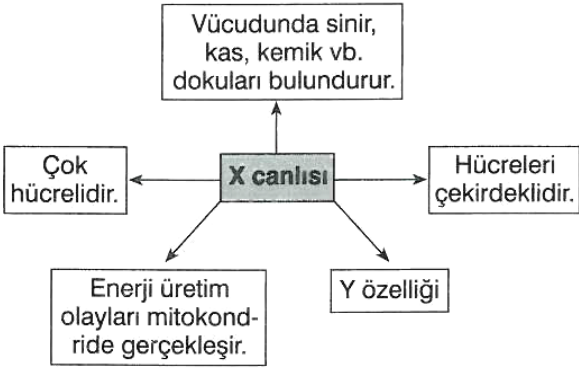 Vücudunda sinir,
kas, kemik vb.
dokuları bulundurur.
Çok
hücrelidir.
X canlısı
Hücreleri
çekirdeklidir.
Enerji üretim
olayları mitokond-
ride gerçekleşir.
Y özelliği